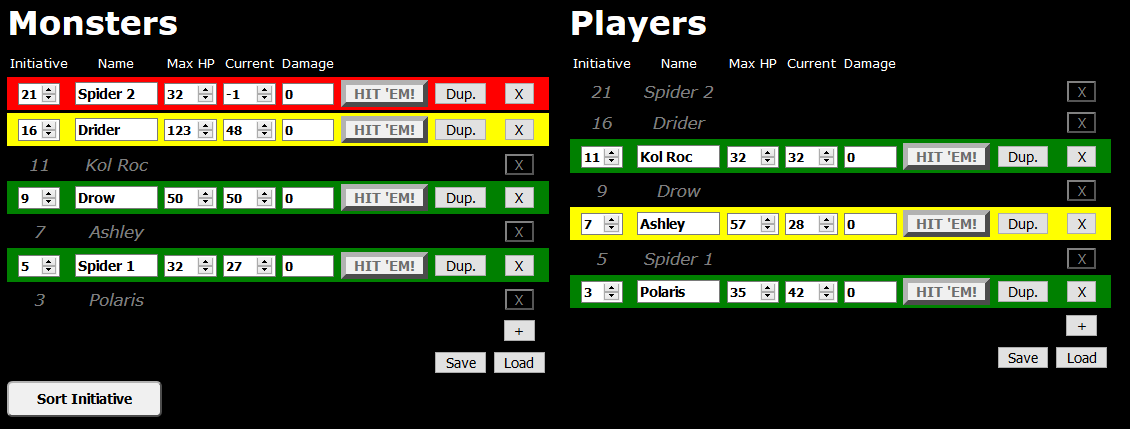 Monsters
Initiative Name Max HP Current Damage
21 Spider 2 32 -1 0 HIT 'EM! Dup. X
16 Drider 123 48 0 HIT 'EM! Dup. X
11 Kol Roc X
9 Drow 50 50 0 HIT 'EM! Dup. X
7 Ashley X
5 Spider 1 32 27 0 HIT 'EM! Dup. X
3 Polaris X
+
Save Load
Sort Initiative
Players
Initiative Name Max HP Current Damage
21 Spider 2 X
16 Drider X
11 Kol Roc 32 32 0 HIT 'EM! Dup. X
9 Drow X
7 Ashley 57 28 0 HIT 'EM! Dup. X
5 Spider 1 X
3 Polaris 35 42 0 HIT 'EM! Dup. X
+
Save Load